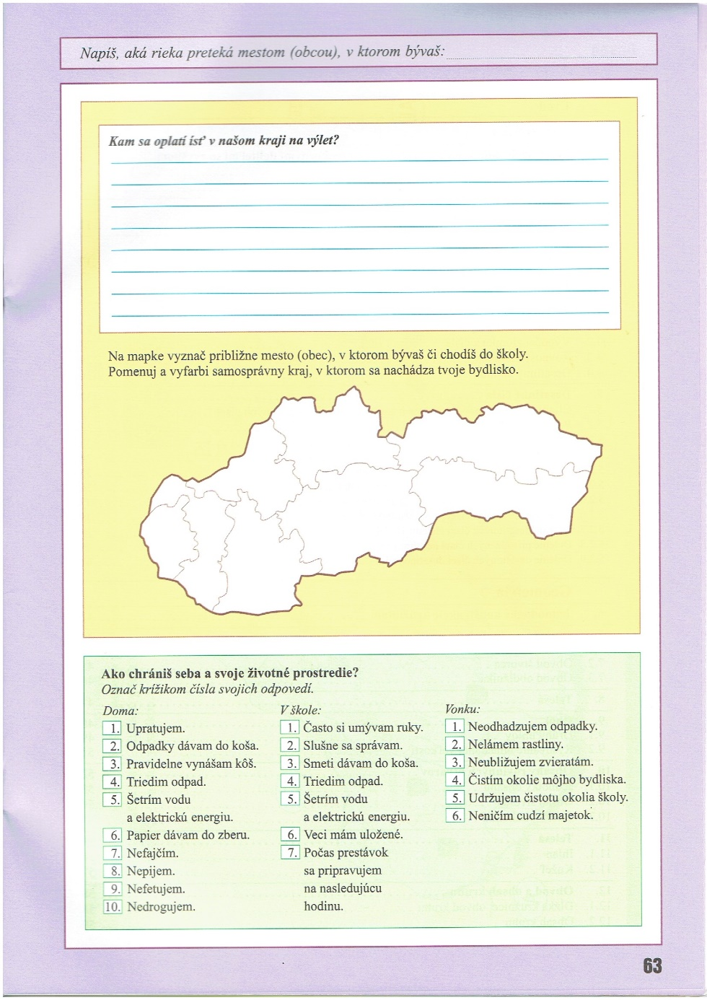 Napíš, aká rieka preteká mestom (obcou), v ktorom bývaš:
Kam sa oplatí ísť v našom kraji na výlet?
Na mapke vyznač približne mesto (obec), v ktorom bývaš či chodíš do školy.
Pomenuj a vyfarbi samosprávny kraj, v ktorom sa nachádza tvoje bydlisko.
Ako chrániš seba a svoje životné prostredie?
Označ krížikom čísla svojich odpovedí.
Doma:
1. Upratujem.
2. Odpadky dávam do koša.
3. Pravidelne vynášam kôš.
4. Triedim odpad.
5. Šetrím vodu
a elektrickú energiu.
6. Papier dávam do zberu.
7. Nefajčím.
8. Nepijem.
9. Nefetujem.
10. Nedrogujem.
V škole:
1. Často si umývam ruky.
2. Slušne sa správam.
3. Smeti dávam do koša.
4. Triedim odpad.
5. Šetrím vodu
a elektrickú energiu.
6. Veci mám uložené.
7. Počas prestávok
sa pripravujem
na nasledujúcu
hodinu.
Vonku:
1. Neodhadzujem odpadky.
2. Nelámem rastliny.
3. Neubližujem zvieratám.
4. Čistím okolie môjho bydliska.
5. Udržujem čistotu okolia školy.
6. Neničím cudzí majetok.
63